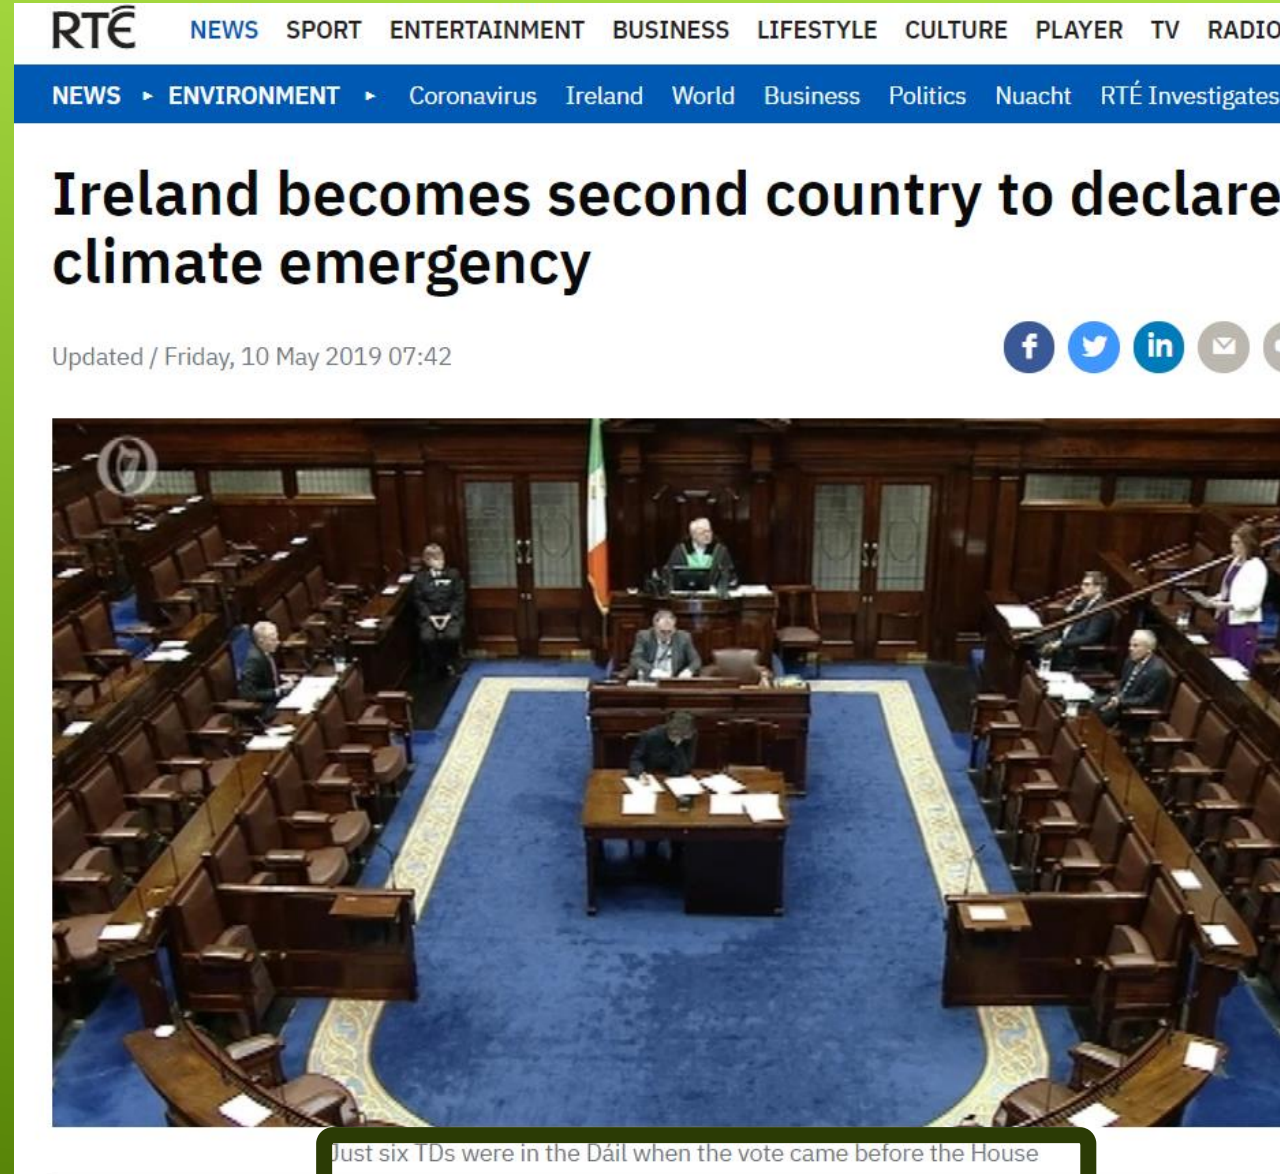 RTÉ NEWS SPORT ENTERTAINMENT BUSINESS LIFESTYLE CULTURE PLAYER TV RADIO
NEWS ▸ ENVIRONMENT ▸ Coronavirus Ireland World Business Politics Nuacht RTÉ Investigates
Ireland becomes second country to declare
climate emergency
Updated / Friday, 10 May 2019 07:42
f in
Just six TDs were in the Dáil when the vote came before the House